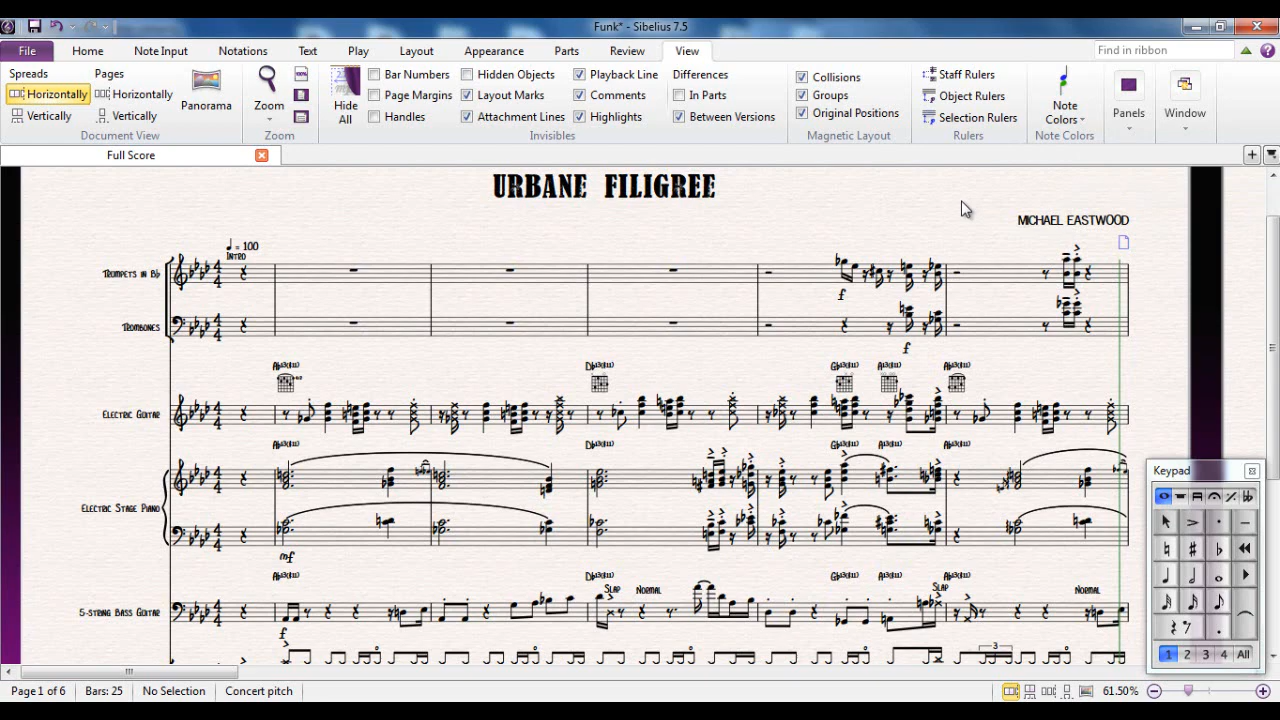 Funk* - Sibelius 7.5
File Home Note Input Notations Text Play Layout Appearance Parts Review View Find in ribbon
Spreads Pages Bar Numbers Hidden Objects Playback Line Differences Collisions Staff Rulers
Horizontally Horizontally Panorama Zoom Hide All Page Margins Layout Marks Comments In Parts Groups Object Rulers Note Colors Panels Window
Vertically Vertically Handles Attachment Lines Highlights Between Versions Original Positions Selection Rulers
Document View Zoom Invisibles Magnetic Layout Rulers Note Colors
Full Score
URBANE FILIGREE
MICHAEL EASTWOOD
♩ = 100
INTRO
TRUMPETS IN B♭
f
TROMBONES
f
ELECTRIC GUITAR
ELECTRIC STAGE PIANO
mf
SLAP NORMAL SLAP NORMAL
5-STRING BASS GUITAR
f
3
Keypad
1 2 3 4 All
Page 1 of 6 Bars: 25 No Selection Concert pitch 61.50%